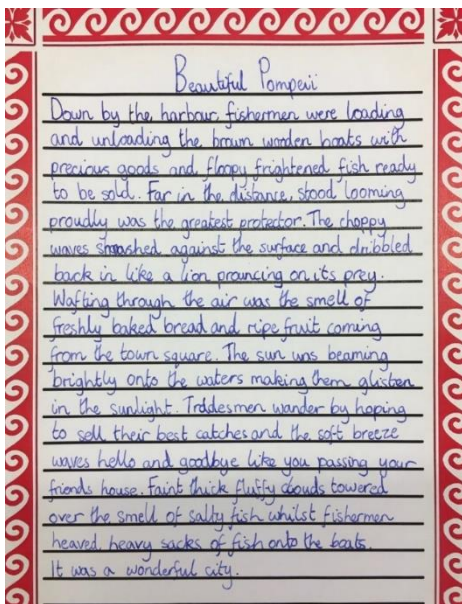 Beautiful Pompeii
Down by the harbour, fishermen were loading
and unloading the brown wooden boats with
precious goods and floopy frightened fish ready
to be sold. Far in the distance, stood looming
proudly was the greatest protector. The choppy
waves smashed against the surface and dribbled
back in like a lion prouncing on its prey.
Wafting through the air was the smell of
freshly baked bread and ripe fruit coming
from the town square. The sun was beaming
brightly onto the waters making them glisten
in the sunlight. Traddesmen wander by hoping
to sell their best catches and the soft breeze
waves hello and goodbye like you passing your
friends house. Faint thick fluffy clouds towered
over the smell of salty fish whilst fishermen
heaved, heavy sacks of fish onto the boats.
It was a wonderful city.